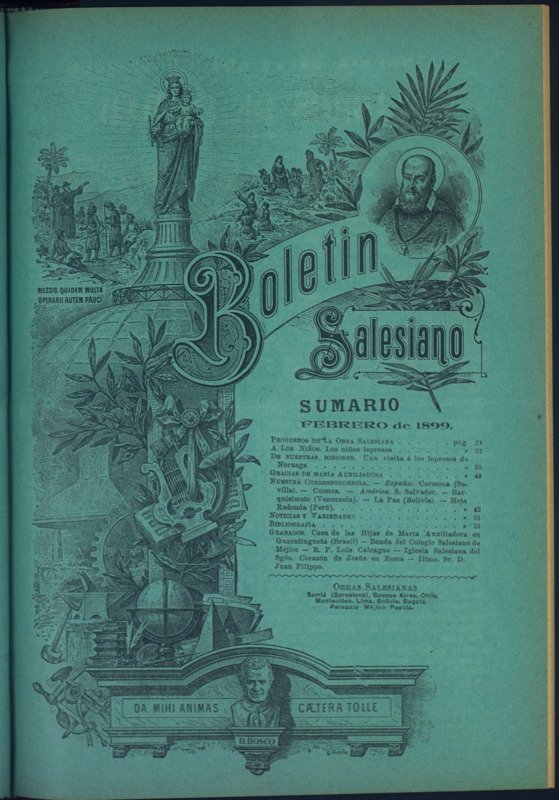 MESSIS QUIDEM MULTA
OPERARII AUTEM PAUCI
Boletin
Salesiano
SUMARIO
FEBRERO de 1899.
PROGRESOS DE LA OBRA SALESIANA . . . . . . pág. 29
A LOS NIÑOS. Los niños leprosos . . . . . . » 32
DE NUESTRAS MISIONES. Una visita á los leprosos de
Noruega . . . . . . »
GRACIAS DE MARÍA AUXILIADORA . . . . . . »
NUESTRA CORRESPONDENCIA. — España. Carmona (Se-
villa). — Cuenca. — América. S. Salvador. — Bar-
quisimeto (Venezuela). — La Paz (Bolivia). — Hoja
Redonda (Perú). . . . . . » 42
NOTICIAS Y VARIEDADES . . . . . . » 51
BIBLIOGRAFÍA . . . . . . » 55
GRABADOS. Casa de las Hijas de María Auxiliadora en
Guaratinguetá (Brasil) — Banda del Colegio Salesiano de
Méjico — R. P. Luis Calcagno — Iglesia Salesiana del
Sgdo. Corazón de Jesús en Roma — Iltmo. Sr. D.
Juan Filippo.
OBRAS SALESIANAS
Sarriá (Barcelona), Buenos Aires, Chile,
Montevideo, Lima, Bolivia, Bogotá,
Paraguay Méjico, Puebla.
DA MIHI ANIMAS CÆTERA TOLLE
D. BOSCO